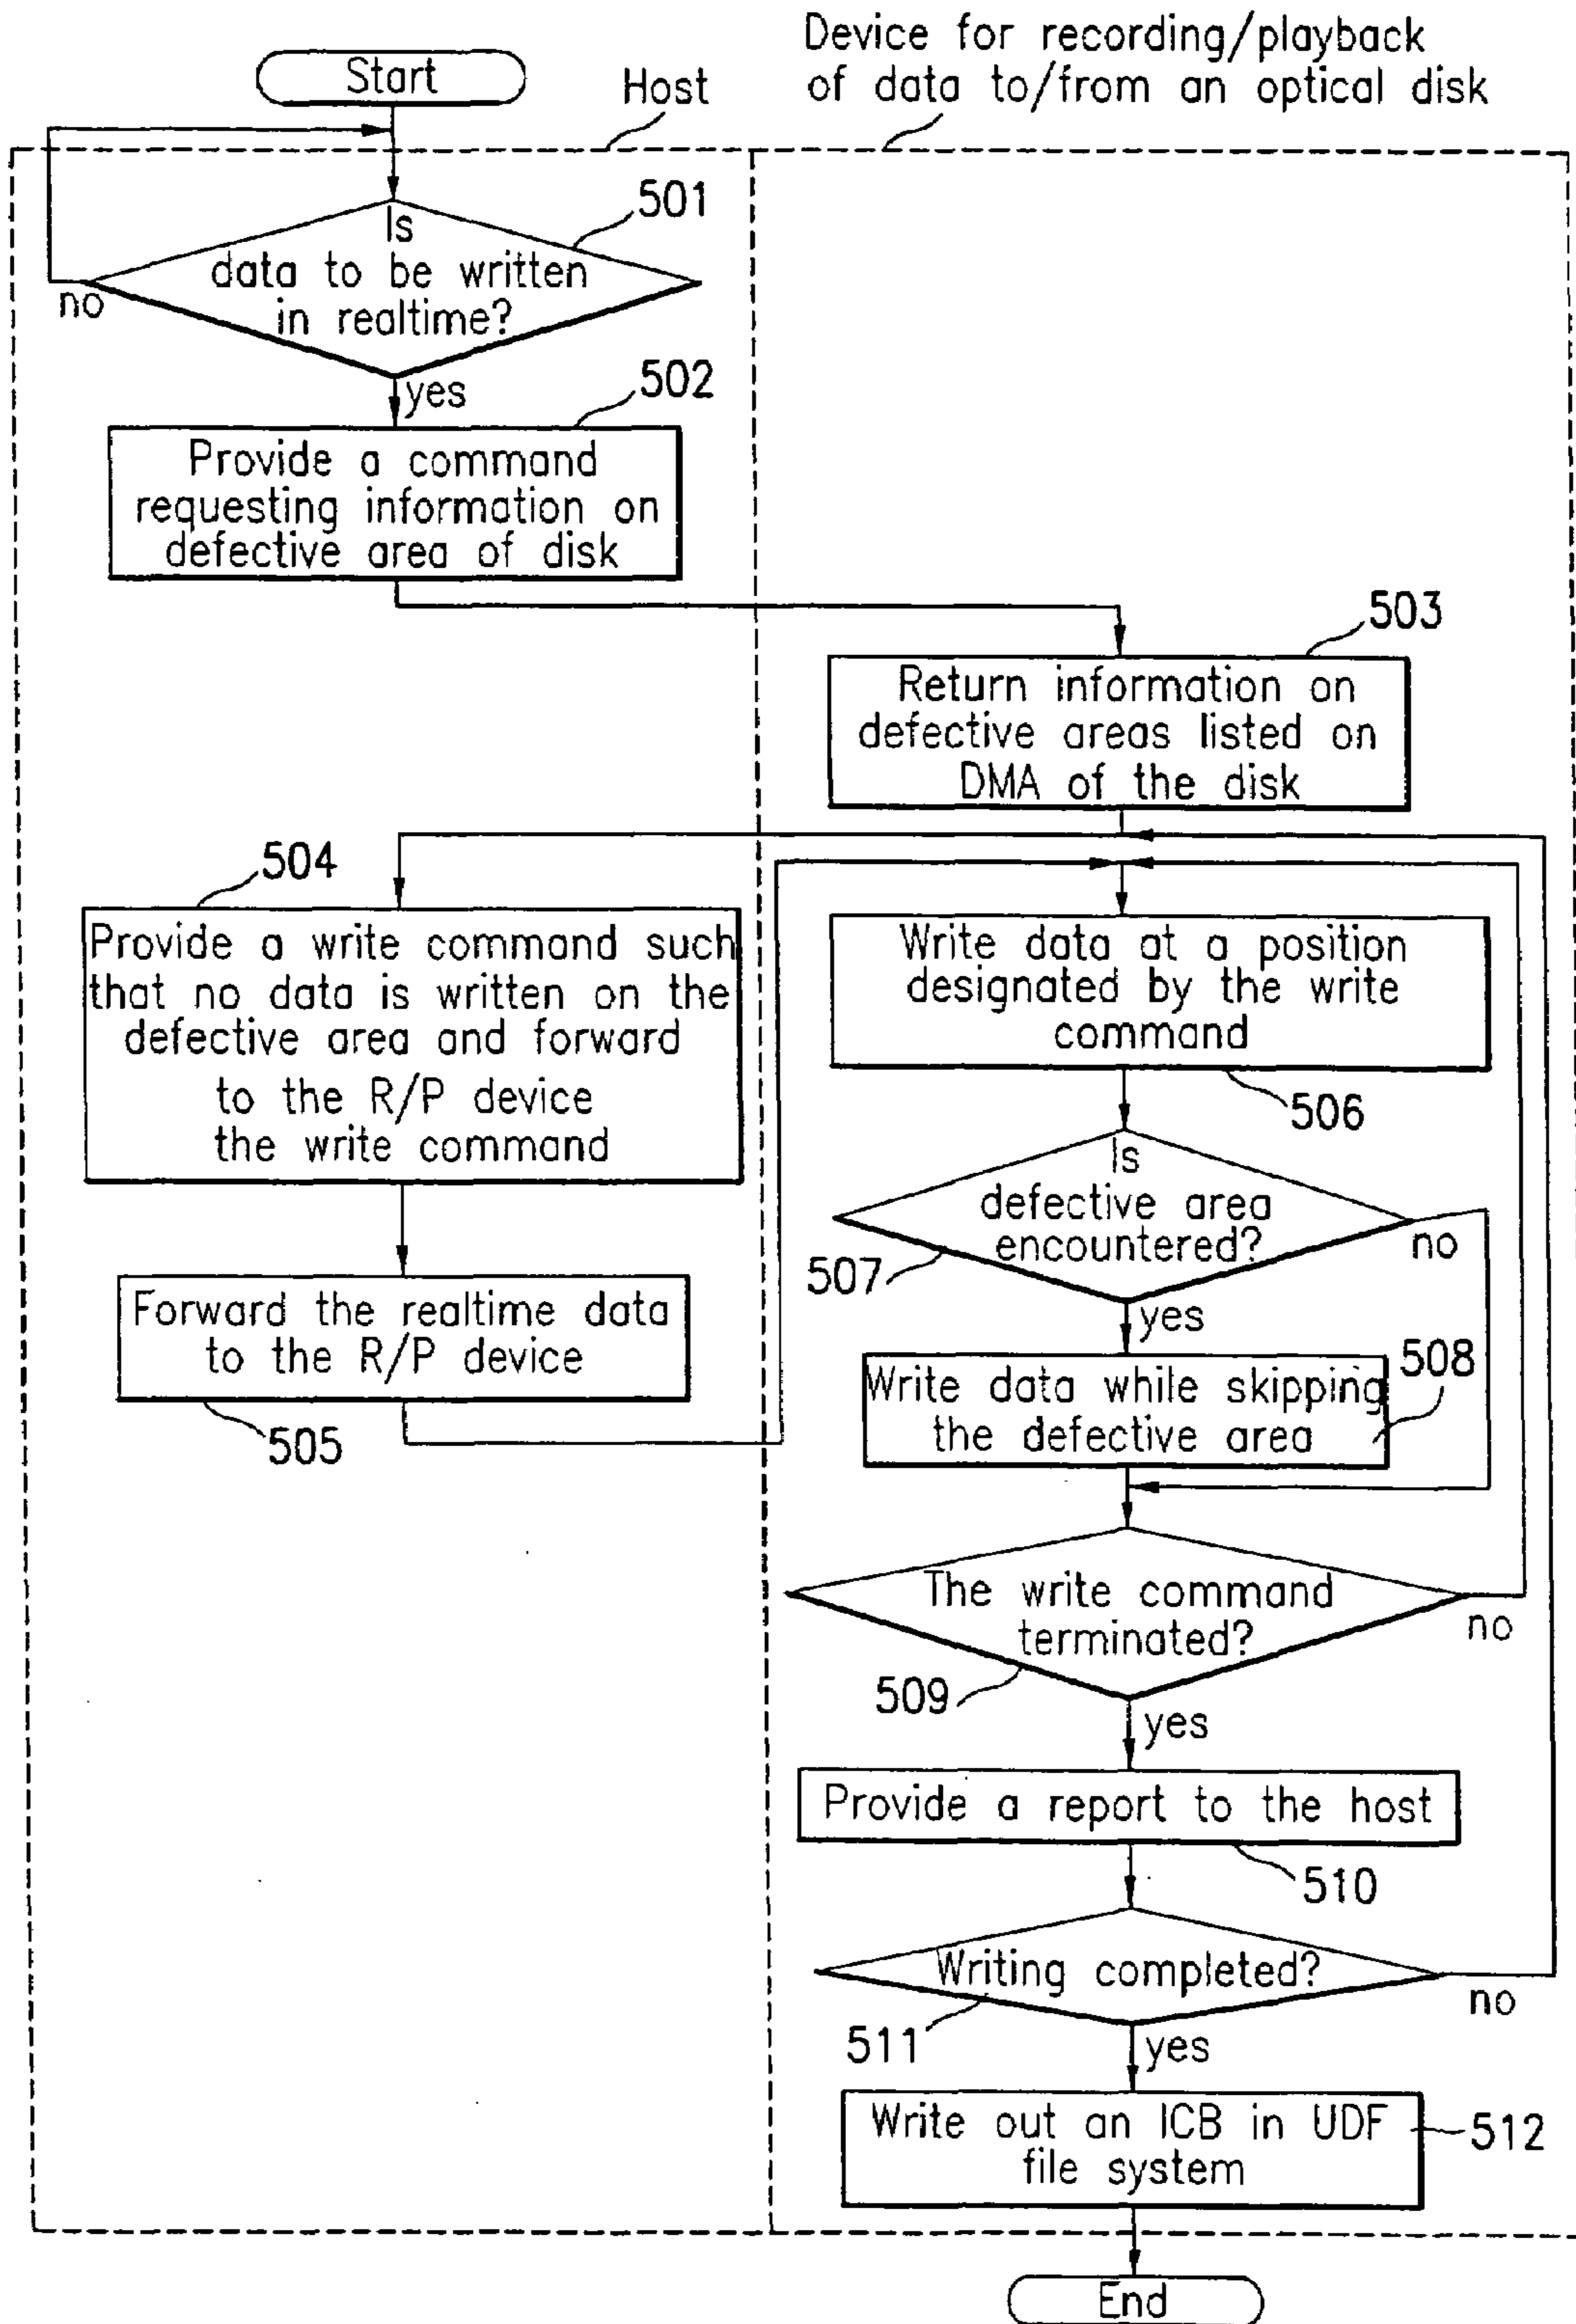 Device for recording/playback
of data to/from an optical disk
Start
Host
501
Is
data to be written
in realtime?
no
yes
502
Provide a command
requesting information on
defective area of disk
503
Return information on
defective areas listed on
DMA of the disk
504
Provide a write command such
that no data is written on the
defective area and forward
to the R/P device
the write command
Write data at a position
designated by the write
command
506
Is
defective area
encountered?
507
no
yes
Forward the realtime data
to the R/P device
505
508
Write data while skipping
the defective area
The write command
terminated?
no
509
yes
Provide a report to the host
510
Writing completed?
no
511
yes
Write out an ICB in UDF
file system
512
End